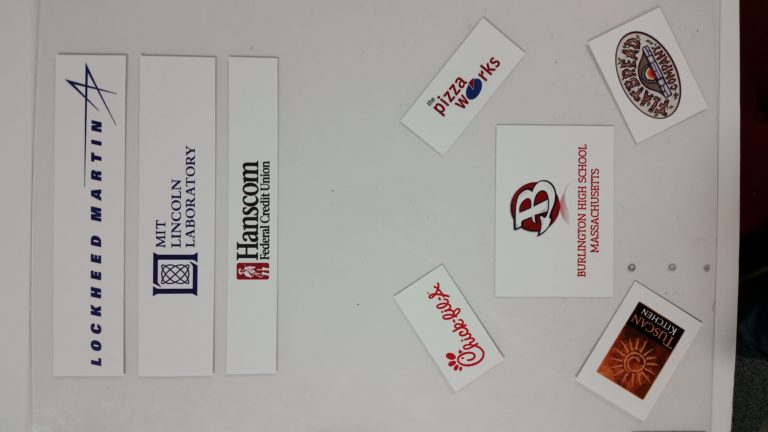 LOCKHEED MARTIN
MIT
LINCOLN
LABORATORY
Hanscom
Federal Credit Union
Chick-fil-A
the
pizza
works
B
BURLINGTON HIGH SCHOOL
MASSACHUSETTS
TUSCAN
KITCHEN
FLATBREAD
COMPANY